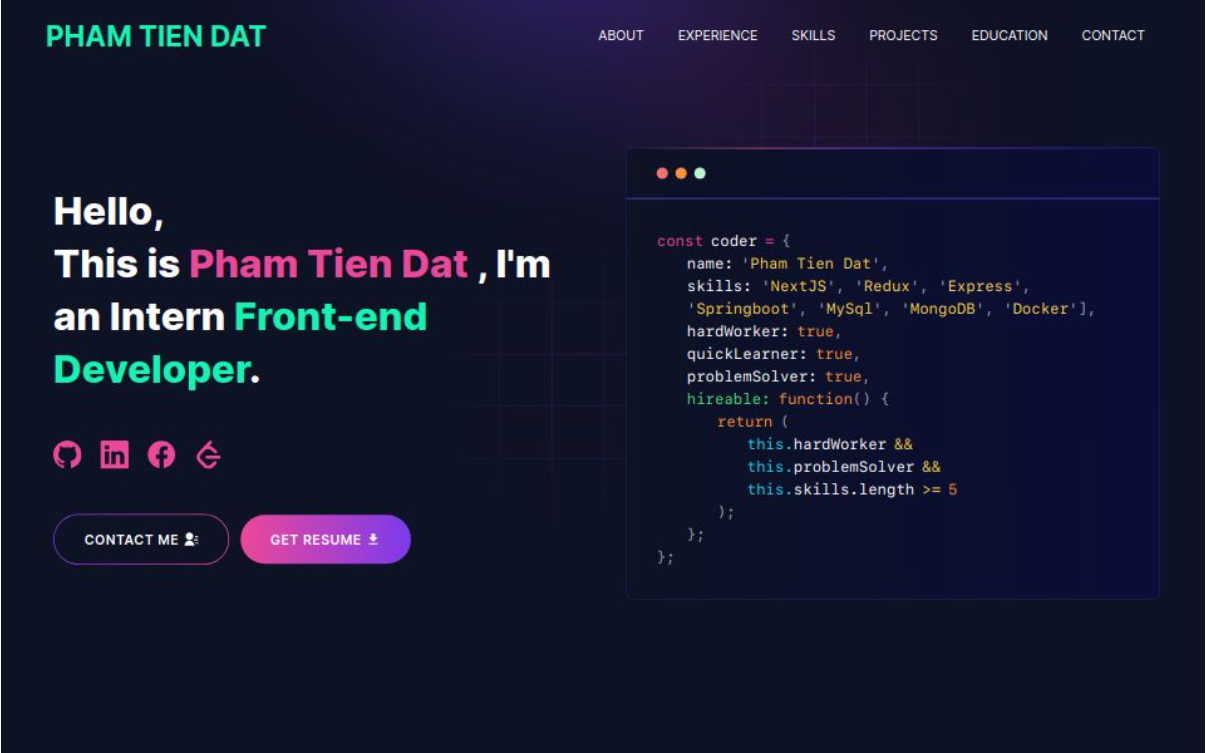 PHAM TIEN DAT
ABOUT EXPERIENCE SKILLS PROJECTS EDUCATION CONTACT
Hello,
This is Pham Tien Dat , I'm
an Intern Front-end
Developer.
CONTACT ME
GET RESUME
const coder = {
name: 'Pham Tien Dat',
skills: 'NextJS', 'Redux', 'Express',
'Springboot', 'MySql', 'MongoDB', 'Docker'],
hardWorker: true,
quickLearner: true,
problemSolver: true,
hireable: function() {
return (
this.hardWorker &&
this.problemSolver &&
this.skills.length >= 5
);
};
};